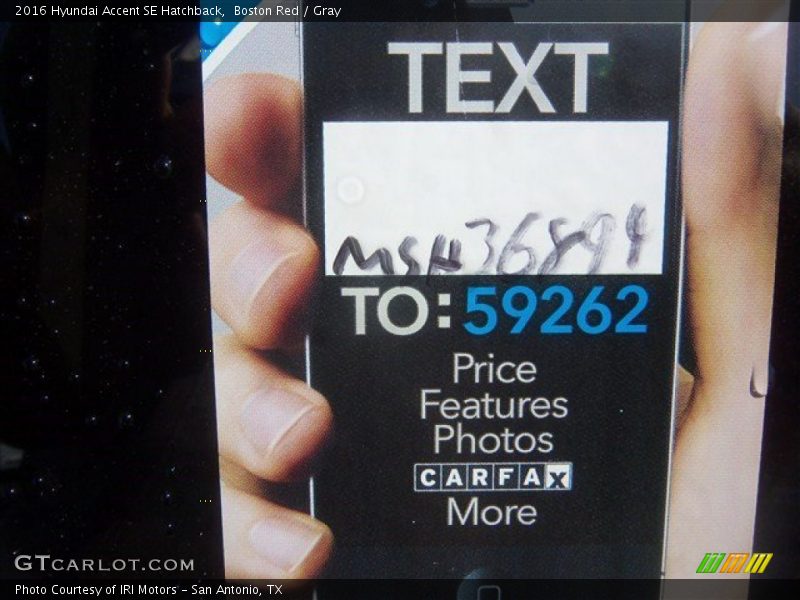 2016 Hyundai Accent SE Hatchback,  Boston Red / Gray
TEXT
MSH36894
TO:59262
Price
Features
Photos
CARFAX
More
GTCARLOT.COM
Photo Courtesy of IRI Motors - San Antonio, TX